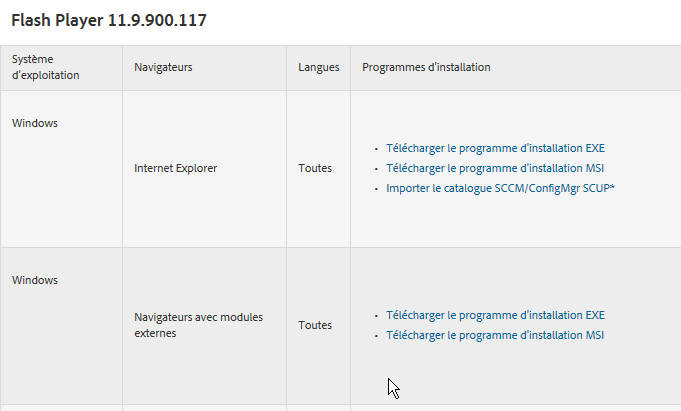 Flash Player 11.9.900.117
Système
d'exploitation
Navigateurs
Langues
Programmes d'installation
Windows
Internet Explorer
Toutes
• Télécharger le programme d'installation EXE
• Télécharger le programme d'installation MSI
• Importer le catalogue SCCM/ConfigMgr SCUP*
Windows
Navigateurs avec modules
externes
Toutes
• Télécharger le programme d'installation EXE
• Télécharger le programme d'installation MSI